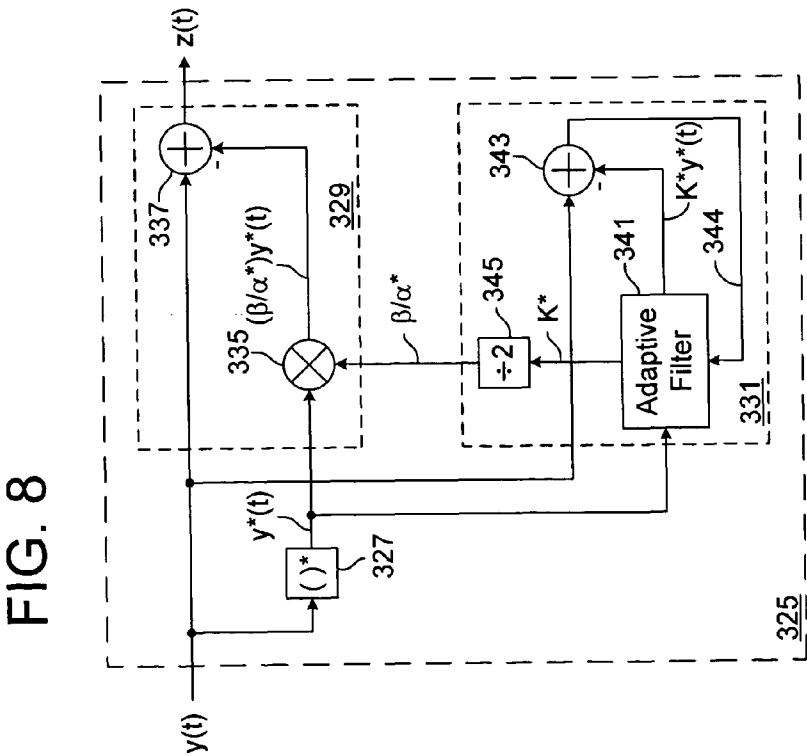 FIG. 8
y(t)
z(t)
337
-
(β/α*)y*(t)
329
335
y*(t)
( )*
327
β/α*
÷2
345
K*
343
-
341
K*y*(t)
344
Adaptive
Filter
331
325